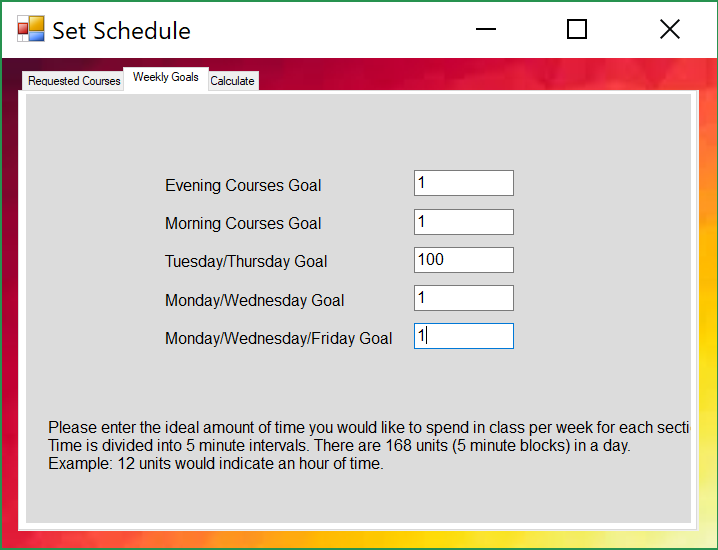 Set Schedule
Requested Courses Weekly Goals Calculate
Evening Courses Goal 1
Morning Courses Goal 1
Tuesday/Thursday Goal 100
Monday/Wednesday Goal 1
Monday/Wednesday/Friday Goal 1
Please enter the ideal amount of time you would like to spend in class per week for each secti
Time is divided into 5 minute intervals. There are 168 units (5 minute blocks) in a day.
Example: 12 units would indicate an hour of time.